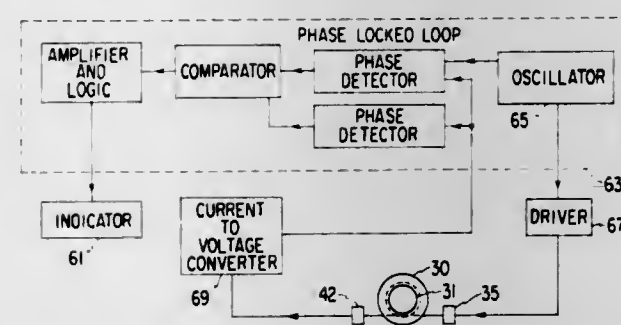 PHASE LOCKED LOOP
AMPLIFIER
AND
LOGIC
COMPARATOR
PHASE
DETECTOR
OSCILLATOR
65
PHASE
DETECTOR
63
INDICATOR
61
CURRENT
TO
VOLTAGE
CONVERTER
69
DRIVER
67
30
42
31
35